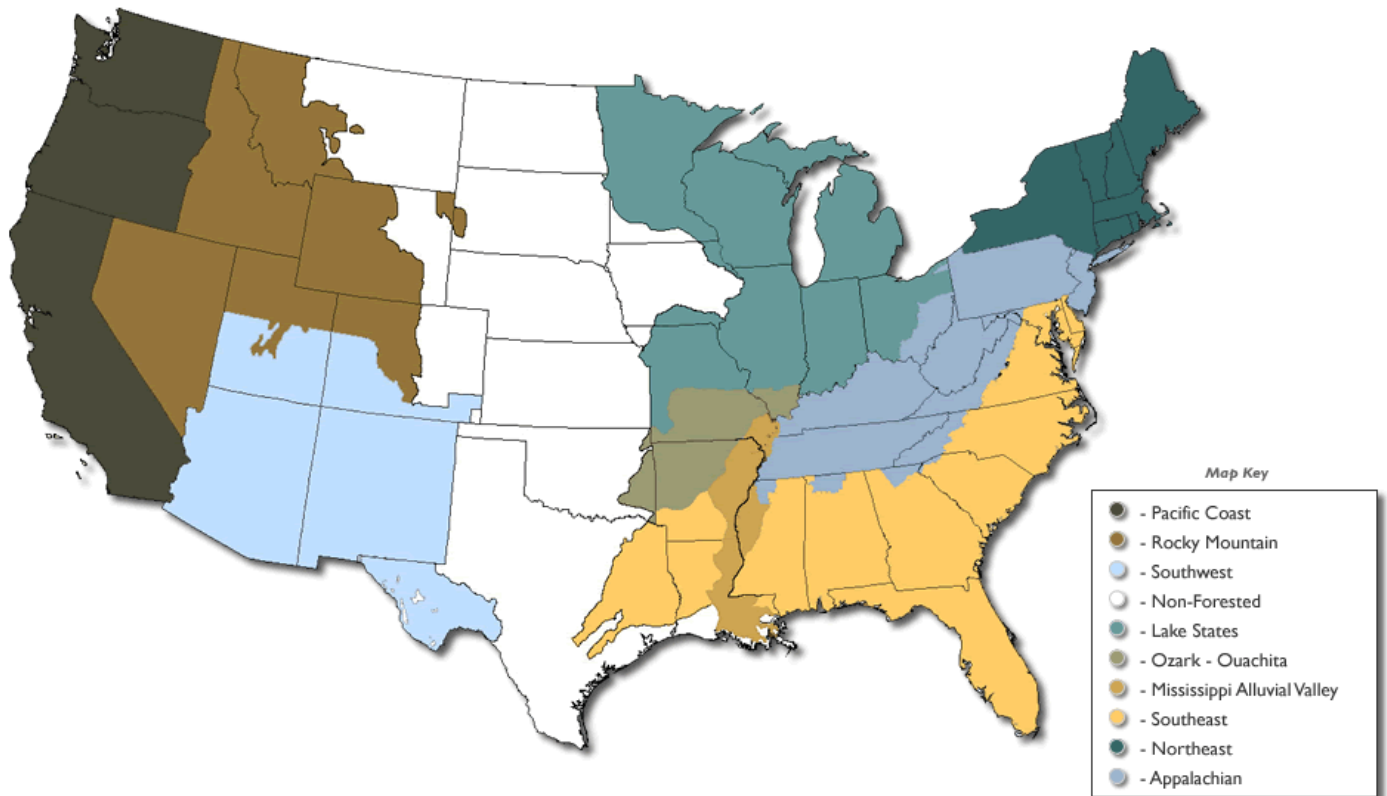 Map Key
- Pacific Coast
- Rocky Mountain
- Southwest
- Non-Forested
- Lake States
- Ozark - Ouachita
- Mississippi Alluvial Valley
- Southeast
- Northeast
- Appalachian